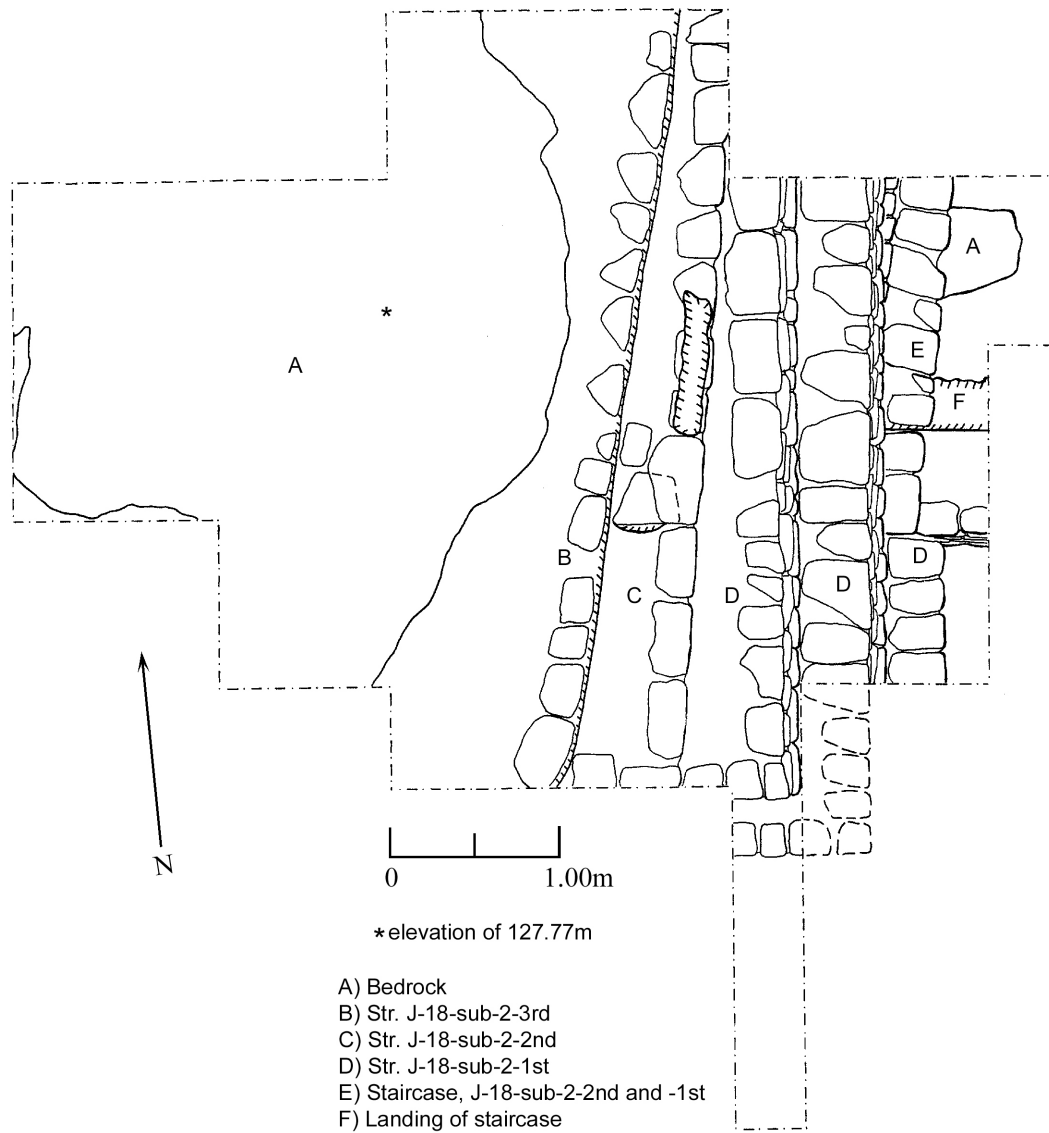 A
A
E
F
B
D
C
D
D
N
0 1.00m
*elevation of 127.77m
A) Bedrock
B) Str. J-18-sub-2-3rd
C) Str. J-18-sub-2-2nd
D) Str. J-18-sub-2-1st
E) Staircase, J-18-sub-2-2nd and -1st
F) Landing of staircase